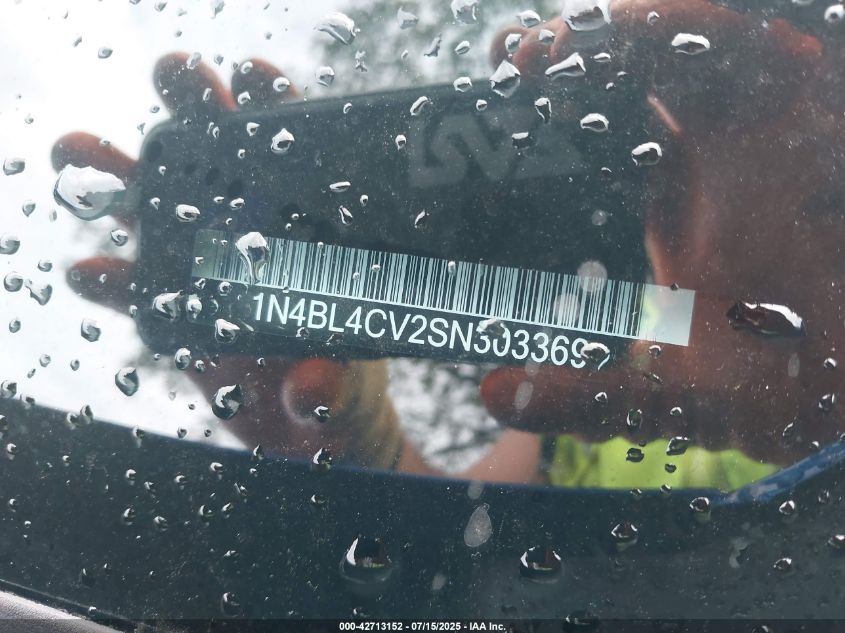 1N4BL4CV2SN303369
000-42713152 - 07/15/2025 - IAA Inc.